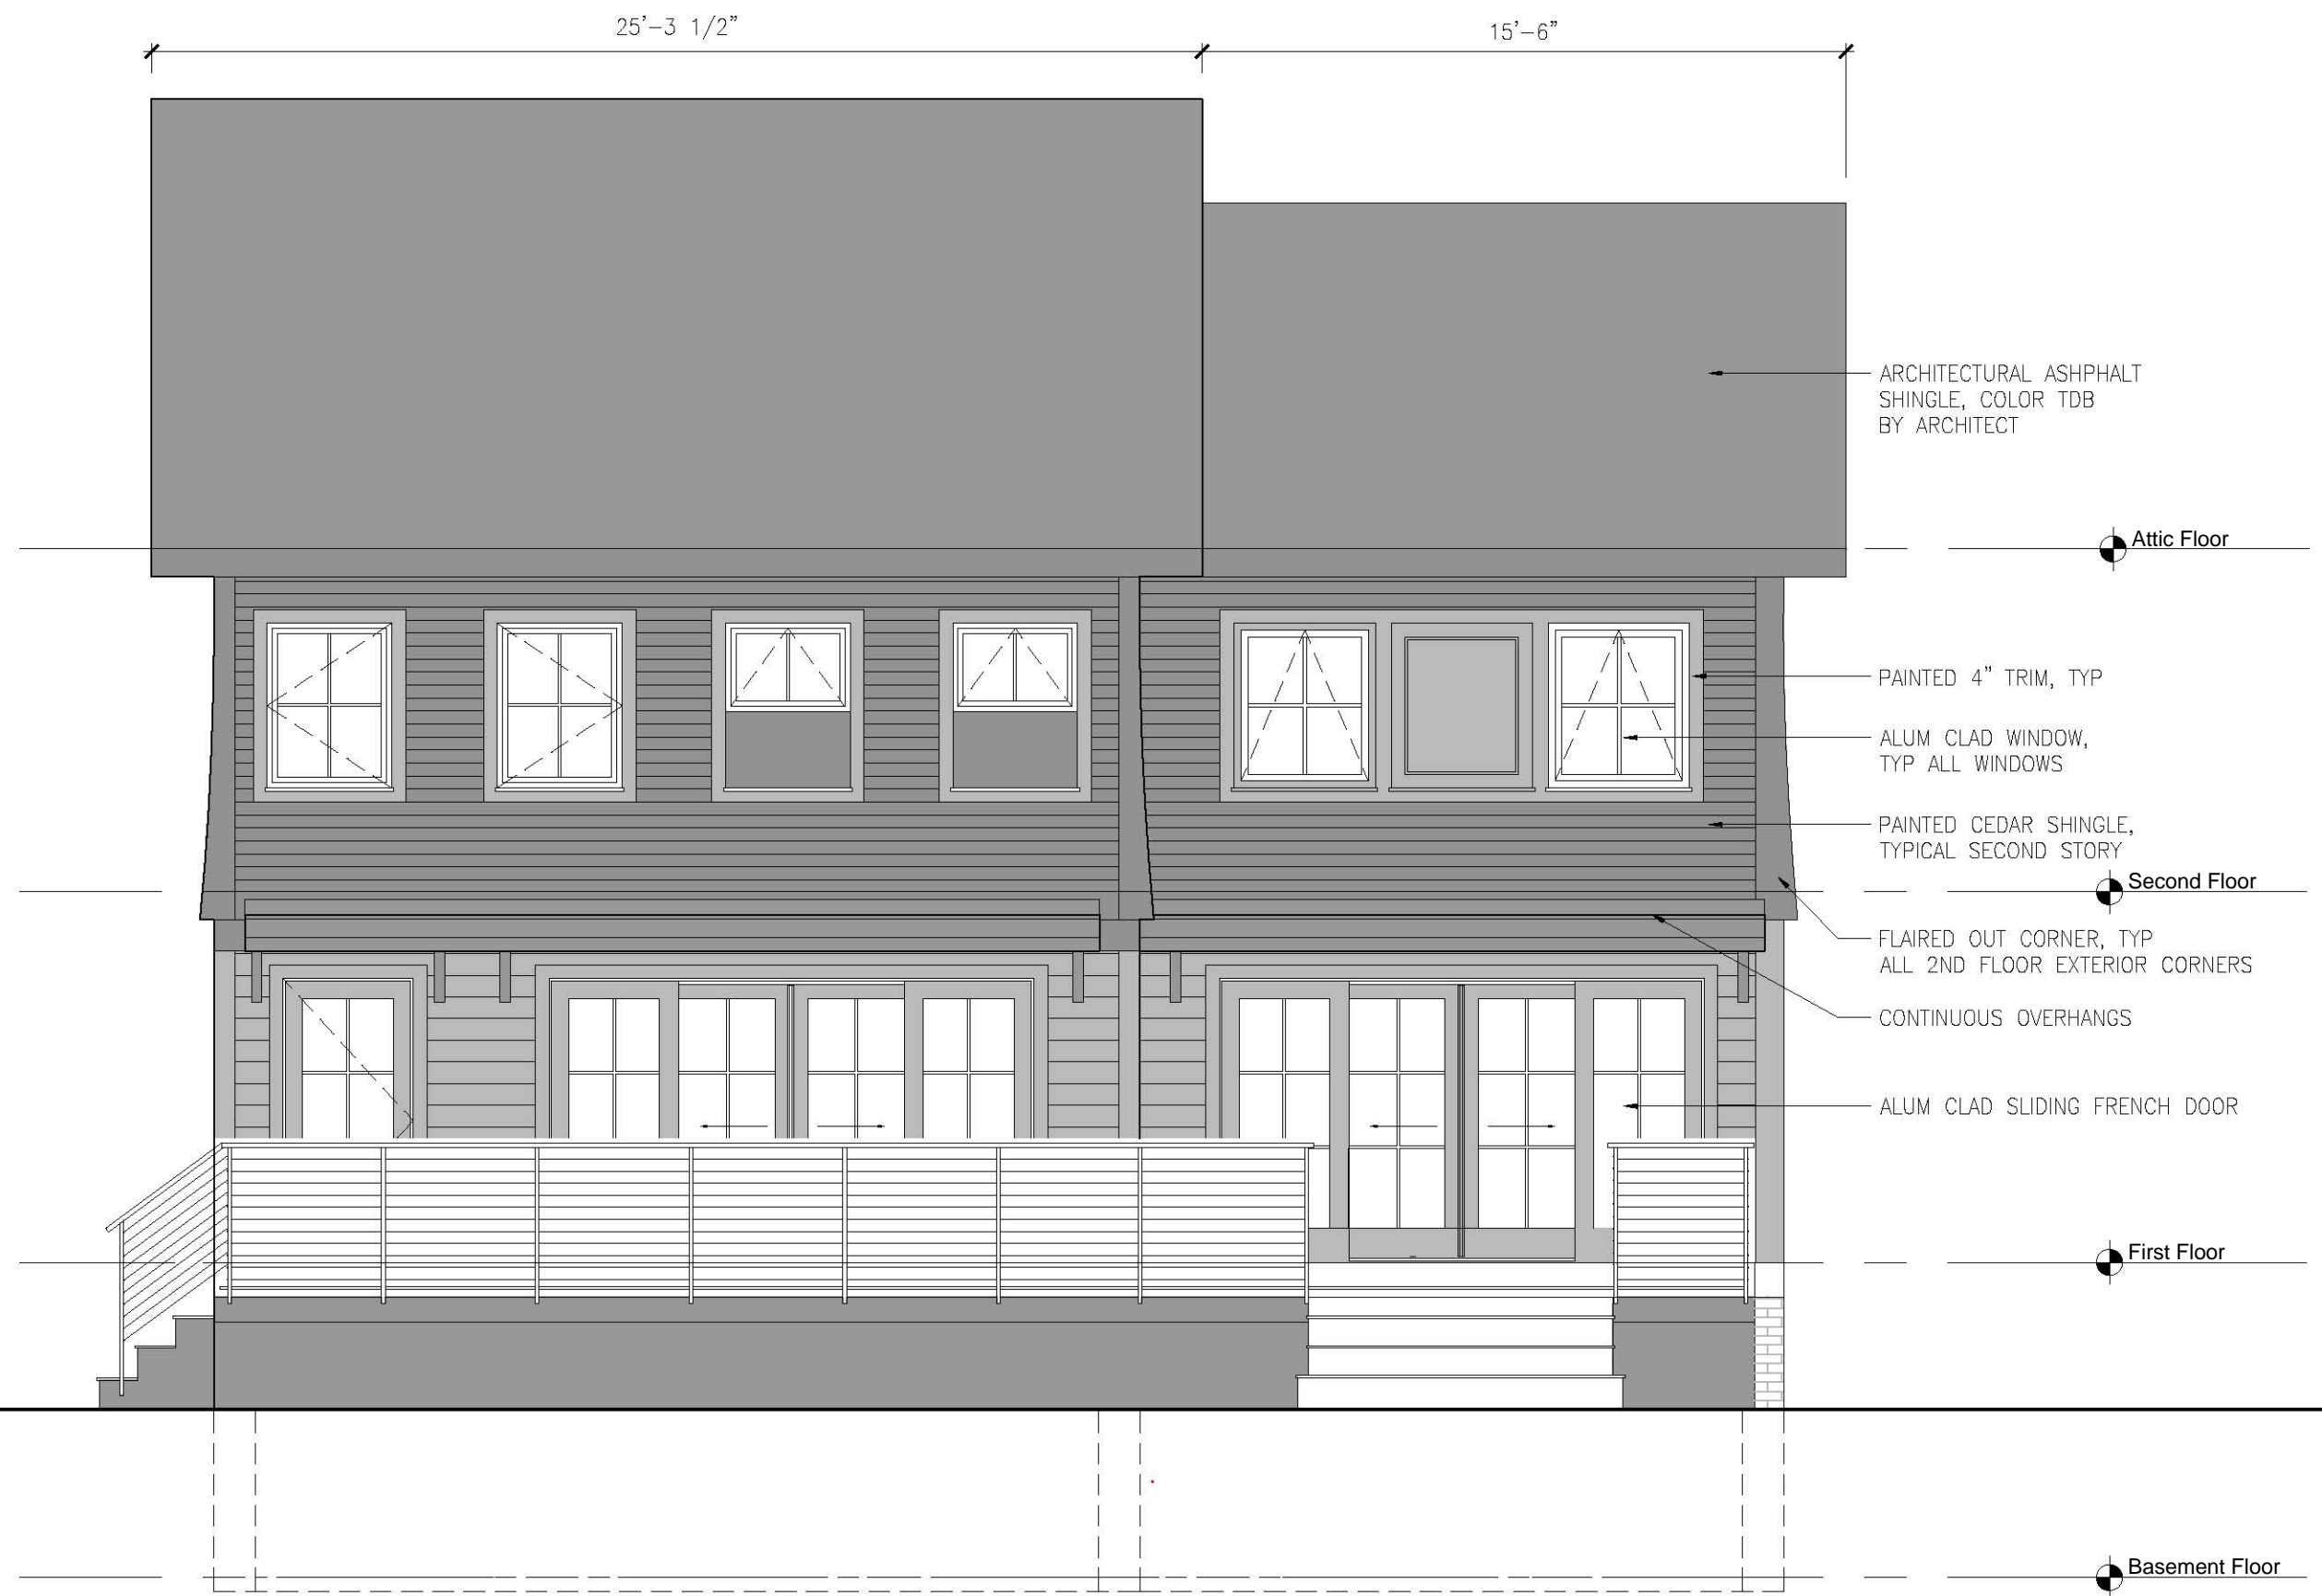 25'-3 1/2"
15'-6"
ARCHITECTURAL ASHPHALT
SHINGLE, COLOR TDB
BY ARCHITECT
Attic Floor
PAINTED 4" TRIM, TYP
ALUM CLAD WINDOW,
TYP ALL WINDOWS
PAINTED CEDAR SHINGLE,
TYPICAL SECOND STORY
Second Floor
FLAIRED OUT CORNER, TYP
ALL 2ND FLOOR EXTERIOR CORNERS
CONTINUOUS OVERHANGS
ALUM CLAD SLIDING FRENCH DOOR
First Floor
Basement Floor